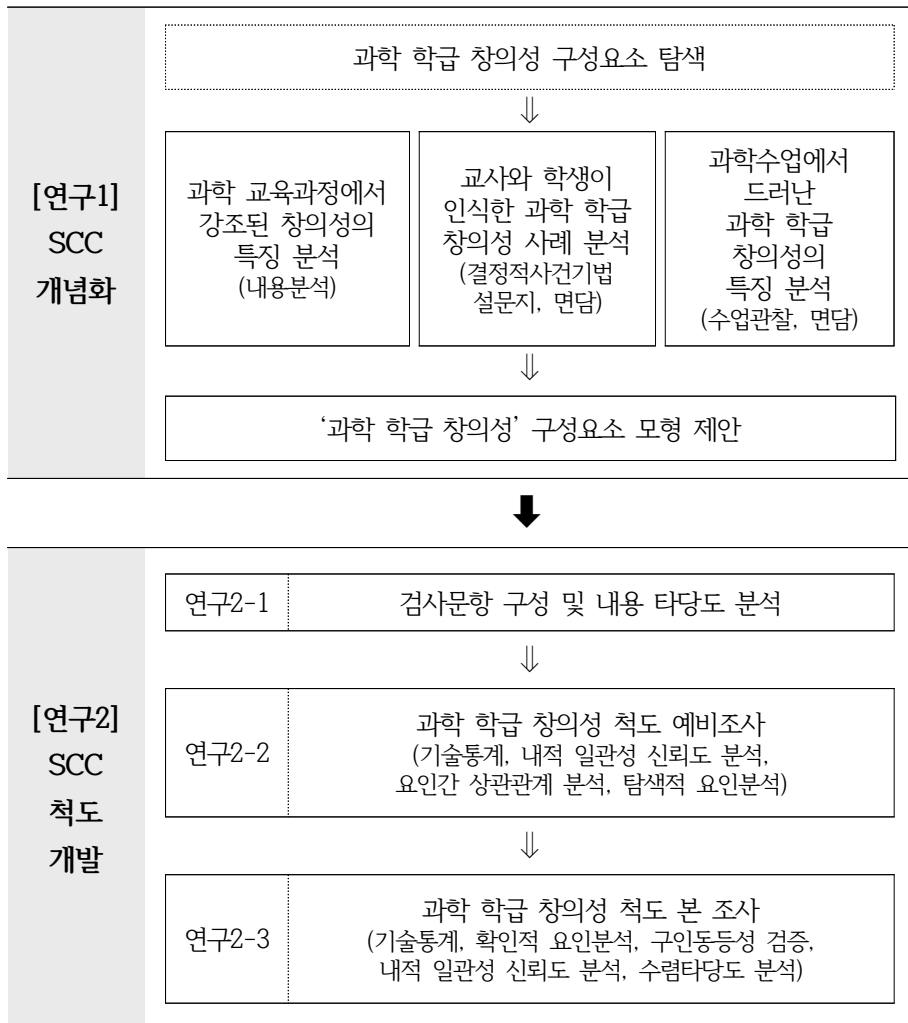 과학 학급 창의성 구성요소 탐색
⇓
[연구1]
SCC
개념화
과학 교육과정에서
강조된 창의성의
특징 분석
(내용분석)
교사와 학생이
인식한 과학 학급
창의성 사례 분석
(결정적사건기법
설문지, 면담)
과학수업에서
드러난
과학 학급
창의성의
특징 분석
(수업관찰, 면담)
⇓
‘과학 학급 창의성’ 구성요소 모형 제안
[연구2]
SCC
척도
개발
연구2-1
검사문항 구성 및 내용 타당도 분석
⇓
연구2-2
과학 학급 창의성 척도 예비조사
(기술통계, 내적 일관성 신뢰도 분석,
요인간 상관관계 분석, 탐색적 요인분석)
⇓
연구2-3
과학 학급 창의성 척도 본 조사
(기술통계, 확인적 요인분석, 구인동등성 검증,
내적 일관성 신뢰도 분석, 수렴타당도 분석)